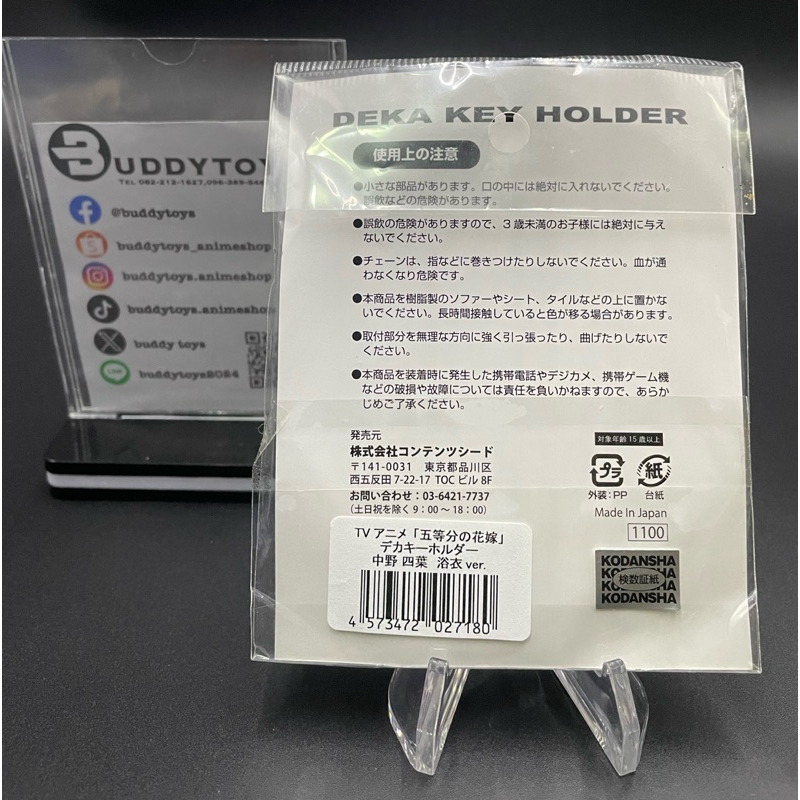 BUDDYTOY
@buddytoys
buddytoys_animeshop
buddytoys.animeshop
buddytoys.animeshop
buddy toys
buddytoys2024
LINE
DEKA KEY HOLDER
使用上の注意
●小さな部品があります。口の中には絶対に入れないでください。
誤飲などの危険があります。
●誤飲の危険がありますので、3歳未満のお子様には絶対に与え
ないでください。
●チェーンは、指などに巻きつけたりしないでください。血が通
わなくなり危険です。
●本商品を樹脂製のソファーやシート、タイルなどの上に置かな
いでください。長時間接触していると色が移る場合があります。
●取付部分を無理な方向に強く引っ張ったり、曲げたりしないで
ください。
●本商品を装着時に発生した携帯電話やデジカメ、携帯ゲーム機
などの破損や故障については責任を負いかねますので、あらか
じめご了承ください。
発売元
株式会社コンテンツシード
〒141-0031 東京都品川区
西五反田 7-22-17 TOC ビル 8F
お問い合わせ：03-6421-7737
(土日祝を除く 9：00～18：00)
対象年齢 15歳以上
プラ
紙
外装：PP
台紙
Made In Japan
1100
KODANSHA
検数証紙
KODANSHA
TV アニメ「五等分の花嫁」
デカキーホルダー
中野 四葉 浴衣 ver.
4 573472 027180